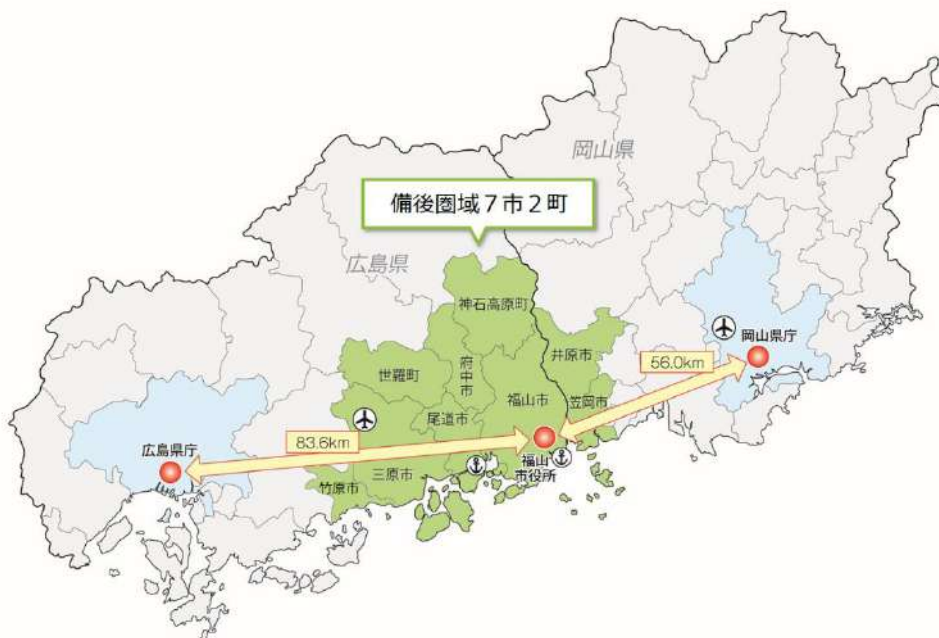 岡山県
備後圏域7市2町
広島県
神石高原町
岡山県庁
井原市
56.0km
世羅町
府中市
福山市
笠岡市
尾道市
83.6km
広島県庁
福山
市役所
三原市
竹原市